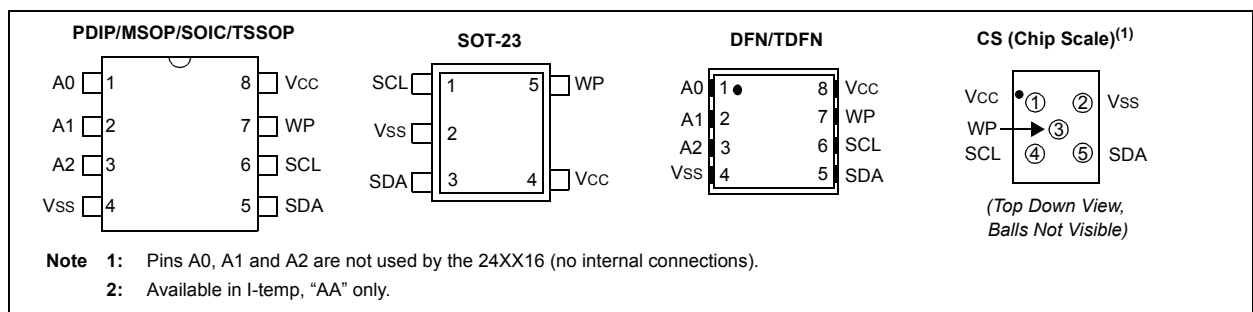 PDIP/MSOP/SOIC/TSSOP
A0 1 8 VCC
A1 2 7 WP
A2 3 6 SCL
VSS 4 5 SDA
SOT-23
SCL 1 5 WP
VSS 2
SDA 3 4 VCC
DFN/TDFN
A0 1 8 VCC
A1 2 7 WP
A2 3 6 SCL
VSS 4 5 SDA
CS (Chip Scale)(1)
VCC 1 2 VSS
WP 3
SCL 4 5 SDA
(Top Down View,
Balls Not Visible)
Note 1: Pins A0, A1 and A2 are not used by the 24XX16 (no internal connections).
2: Available in I-temp, “AA” only.